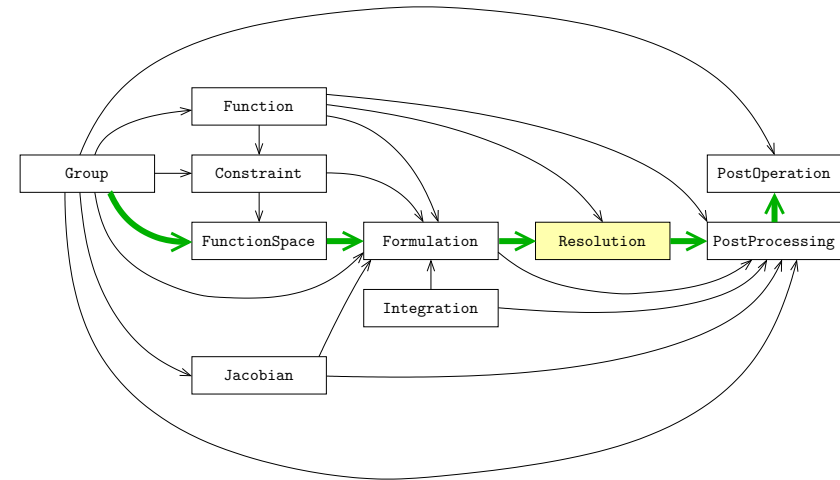 Function
Group
Constraint
PostOperation
FunctionSpace
Formulation
Resolution
PostProcessing
Integration
Jacobian